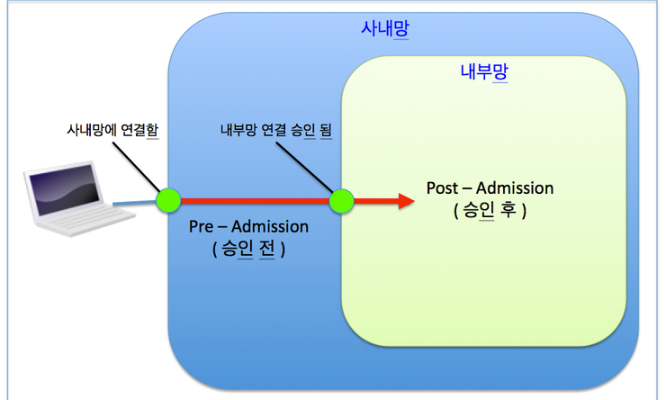 사내망
내부망
사내망에 연결함
내부망 연결 승인 됨
Post – Admission
( 승인 후 )
Pre – Admission
( 승인 전 )